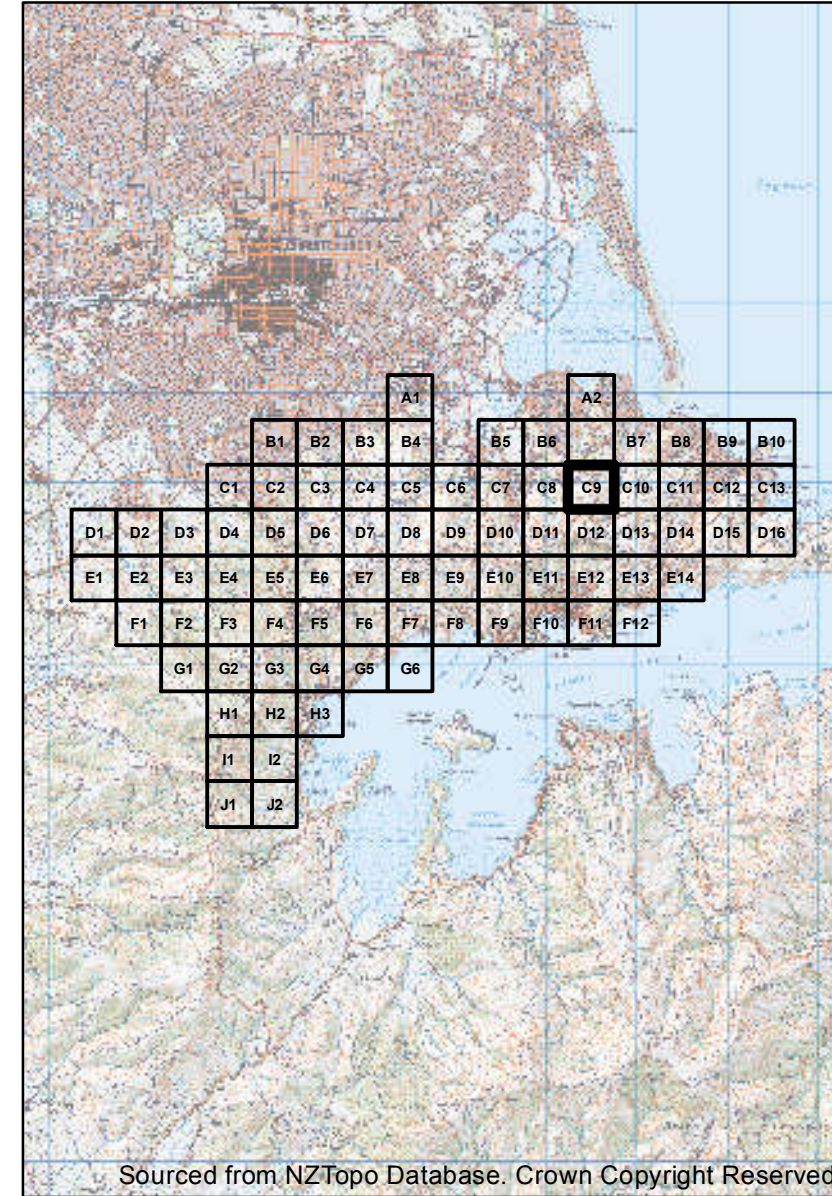 A1 A2
B1 B2 B3 B4 B5 B6 B7 B8 B9 B10
C1 C2 C3 C4 C5 C6 C7 C8 C9 C10 C11 C12 C13
D1 D2 D3 D4 D5 D6 D7 D8 D9 D10 D11 D12 D13 D14 D15 D16
E1 E2 E3 E4 E5 E6 E7 E8 E9 E10 E11 E12 E13 E14
F1 F2 F3 F4 F5 F6 F7 F8 F9 F10 F11 F12
G1 G2 G3 G4 G5 G6
H1 H2 H3
I1 I2
J1 J2
Sourced from NZTopo Database. Crown Copyright Reserved